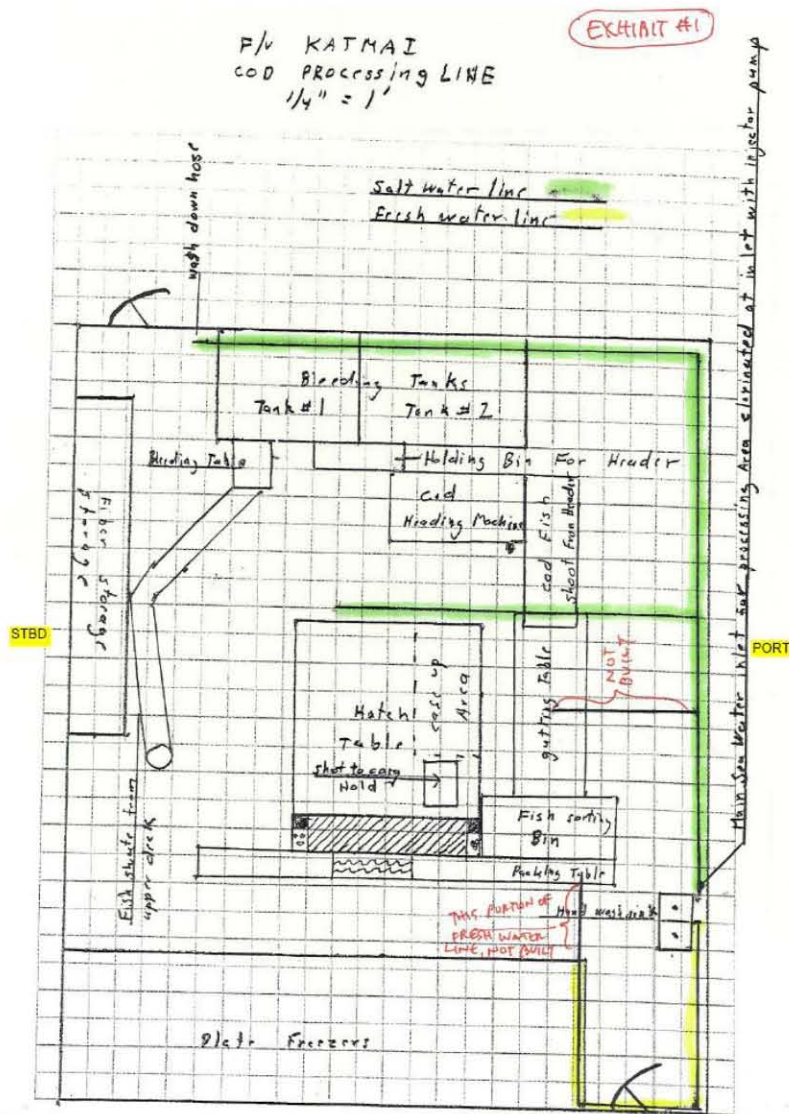 EXHIBIT #1
F/V KATMAI
COD PROCESSING LINE
1/4" = 1'
Salt water line
Fresh water line
wash down hose
Main Sea Water inlet for processing Area eliminated at inlet with injector pump
Bleeding Tanks
Tank #1
Tank #2
Bleeding Table
Holding Bin For Header
Cod
Heading Machine
Cod Fish
shoot From Header
Fiber storage
storage
STBD
PORT
NOT
BUILT
gutting Table
case up
Area
Hatch
Table
shot to carg
Hold
Fish sorting
Bin
Packing Table
Fish shute from
upper deck
THIS PORTION OF
FRESH WATER
LINE, NOT BUILT
Hand wash sink
Plate Freezers